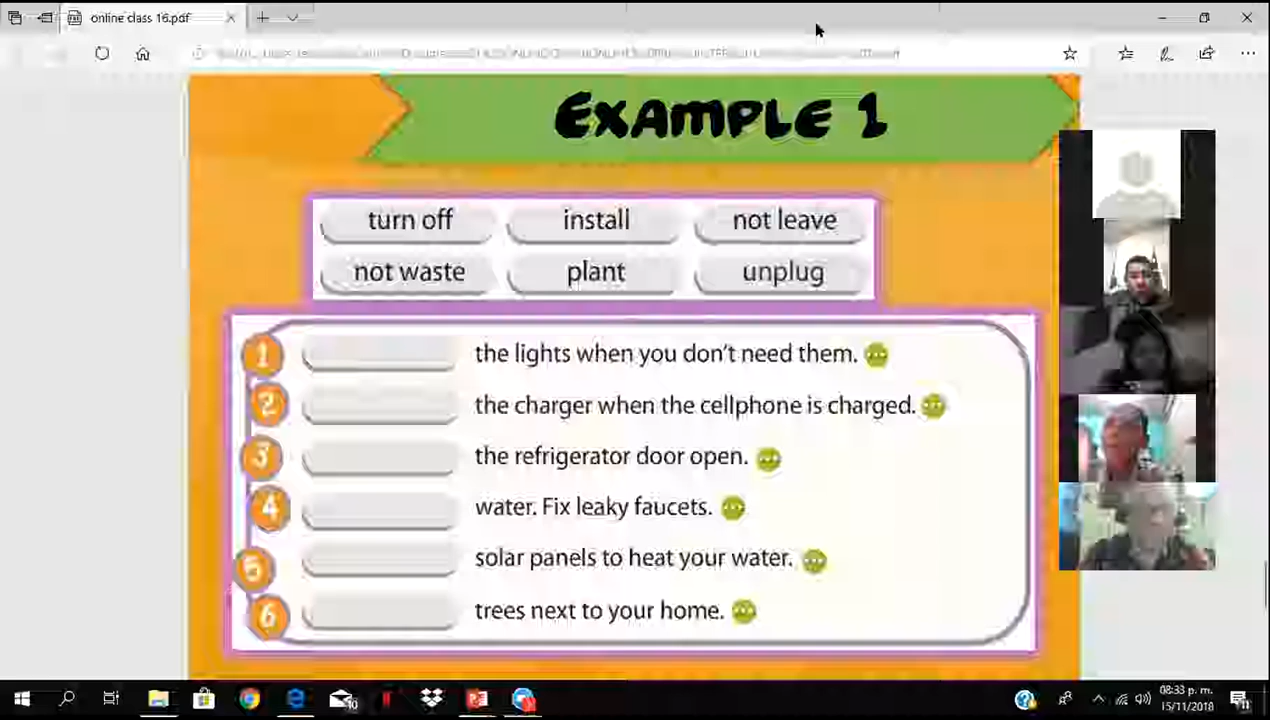 online class 16.pdf
EXAMPLE 1
turn off install not leave
not waste plant unplug
1 the lights when you don't need them.
2 the charger when the cellphone is charged.
3 the refrigerator door open.
4 water. Fix leaky faucets.
5 solar panels to heat your water.
6 trees next to your home.
10
08:33 p. m.
15/11/2018